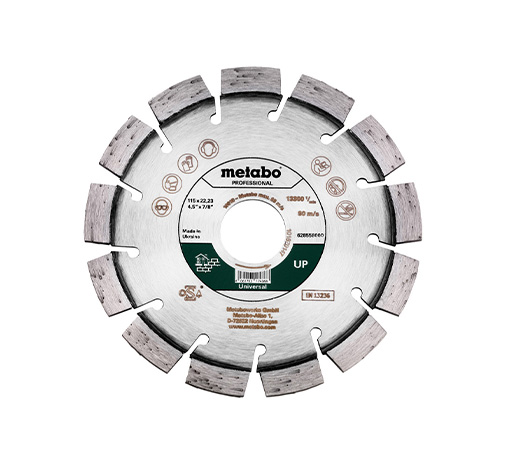 metabo
PROFESSIONAL
115 x 22,23
4.5" x 7/8"
13300 1/min
80 m/s
Made in
Ukraine
628558000
UP
Universal
EN 13236
Metabowerke GmbH
Metabo-Allee 1,
D-72622 Nuertingen
www.metabo.com